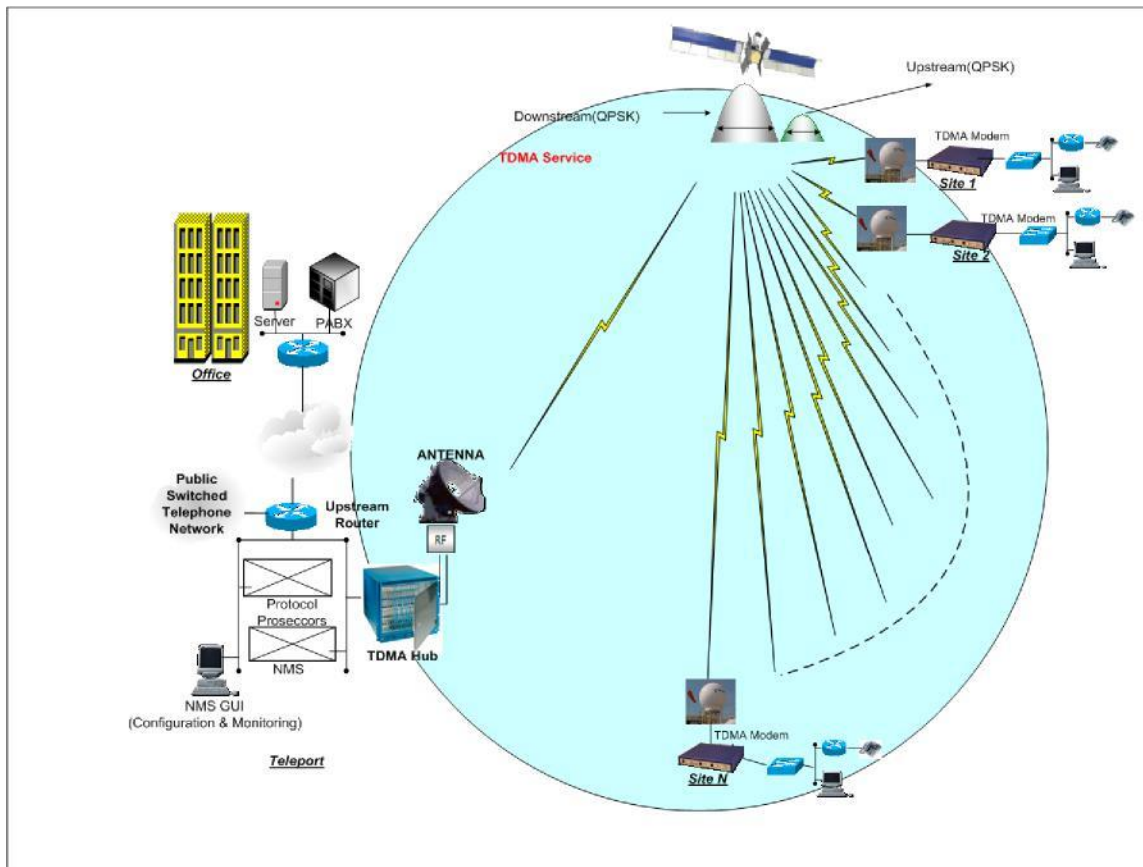 Upstream(QPSK)
Downstream(QPSK)
TDMA Service
TDMA Modem
Site 1
TDMA Modem
Site 2
Server
PABX
Office
ANTENNA
Public
Switched
Telephone
Network
Upstream
Router
RF
Protocol
Proseccors
TDMA Hub
NMS
NMS GUI
(Configuration & Monitoring)
Teleport
TDMA Modem
Site N